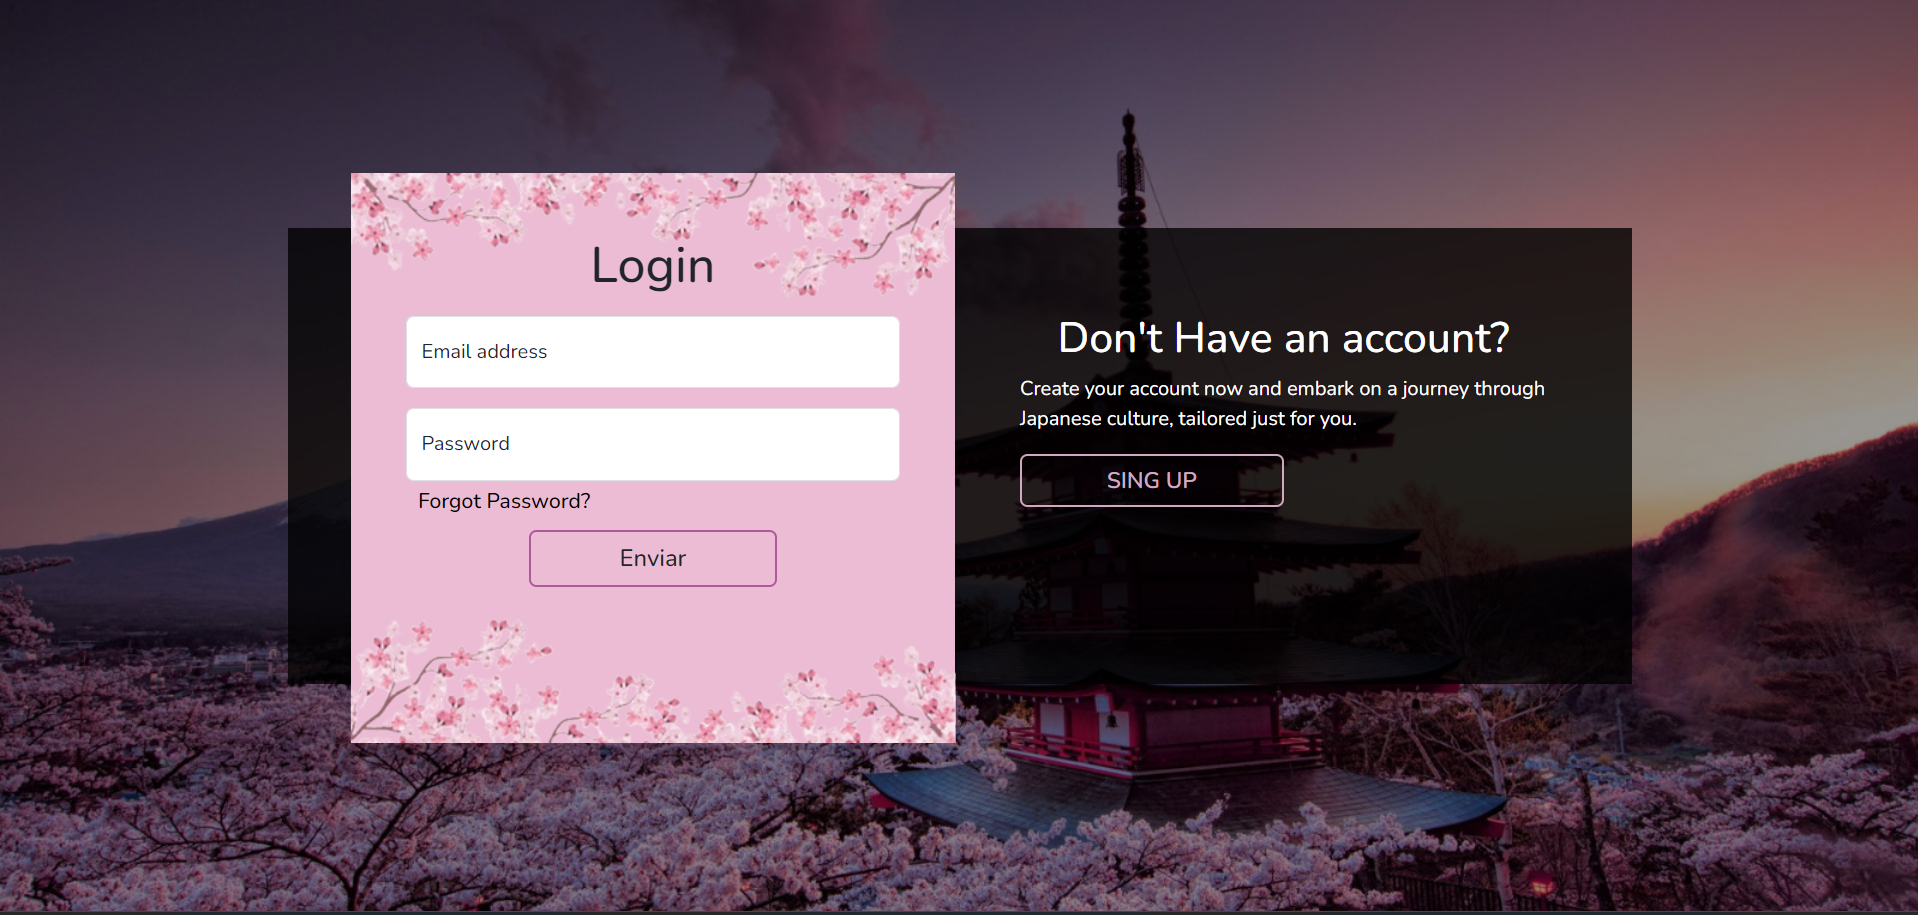 Login
Email address
Password
Forgot Password?
Enviar
Don't Have an account?
Create your account now and embark on a journey through
Japanese culture, tailored just for you.
SING UP